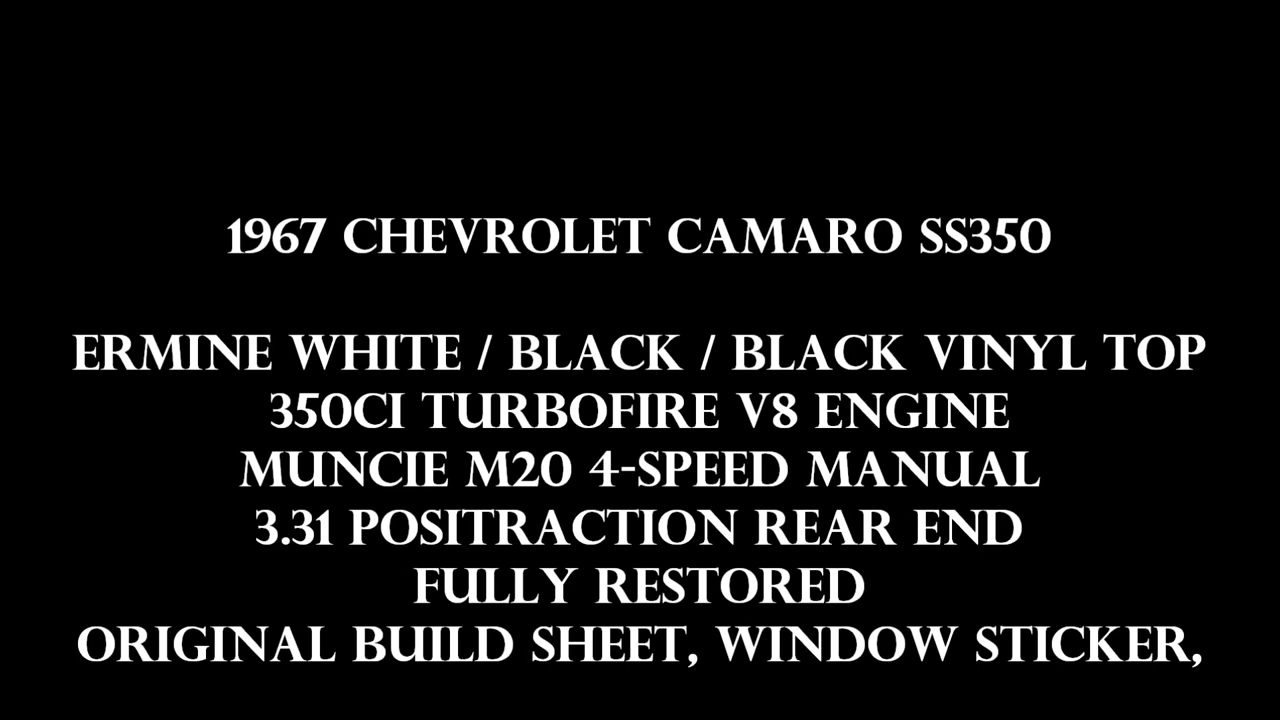 1967 CHEVROLET CAMARO SS350
ERMINE WHITE / BLACK / BLACK VINYL TOP
350CI TURBOFIRE V8 ENGINE
MUNCIE M20 4-SPEED MANUAL
3.31 POSITRACTION REAR END
FULLY RESTORED
ORIGINAL BUILD SHEET, WINDOW STICKER,